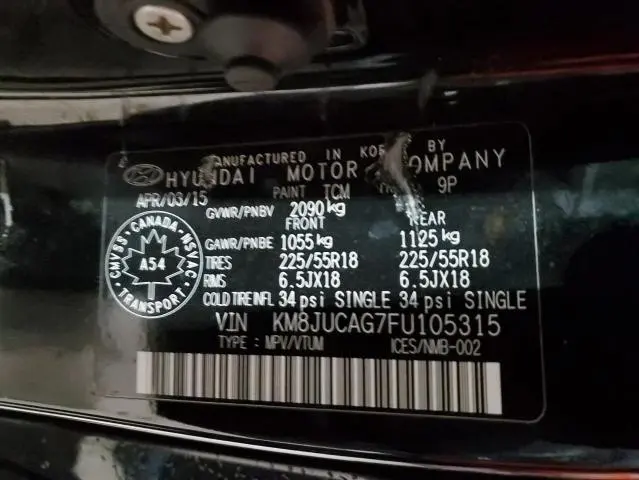 MANUFACTURED IN KOREA BY
HYUNDAI MOTOR COMPANY
APR/03/15 PAINT TCM 9P
GVWR/PNBV 2090 kg
FRONT REAR
GAWR/PNBE 1055 kg 1125 kg
TIRES 225/55R18 225/55R18
RIMS 6.5JX18 6.5JX18
COLD TIRE INFL 34 psi SINGLE 34 psi SINGLE
VIN KM8JUCAG7FU105315
TYPE : MPV/VTUM ICES/NMB-002
CANADA
CMVSS NSVAC
A54
TRANSPORT